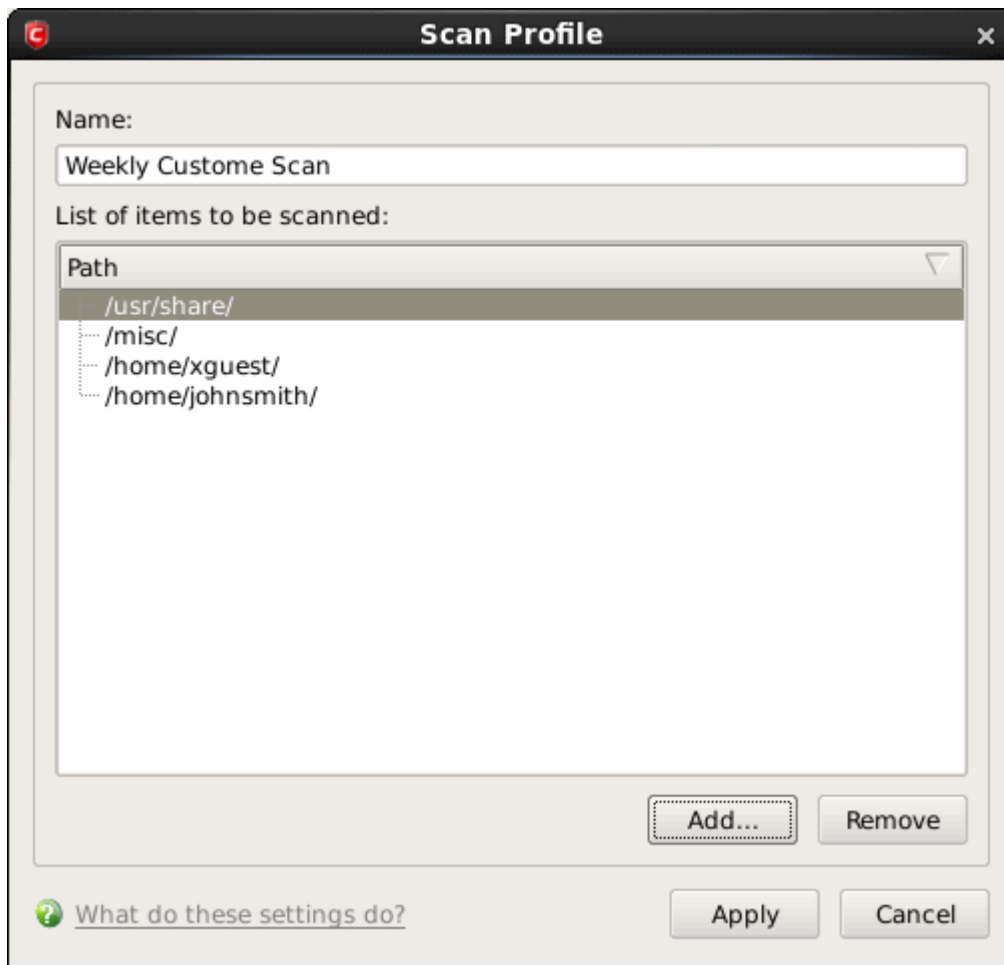 Scan Profile
Name:
Weekly Custome Scan
List of items to be scanned:
Path
/usr/share/
/misc/
/home/xguest/
/home/johnsmith/
Add...
Remove
What do these settings do?
Apply
Cancel